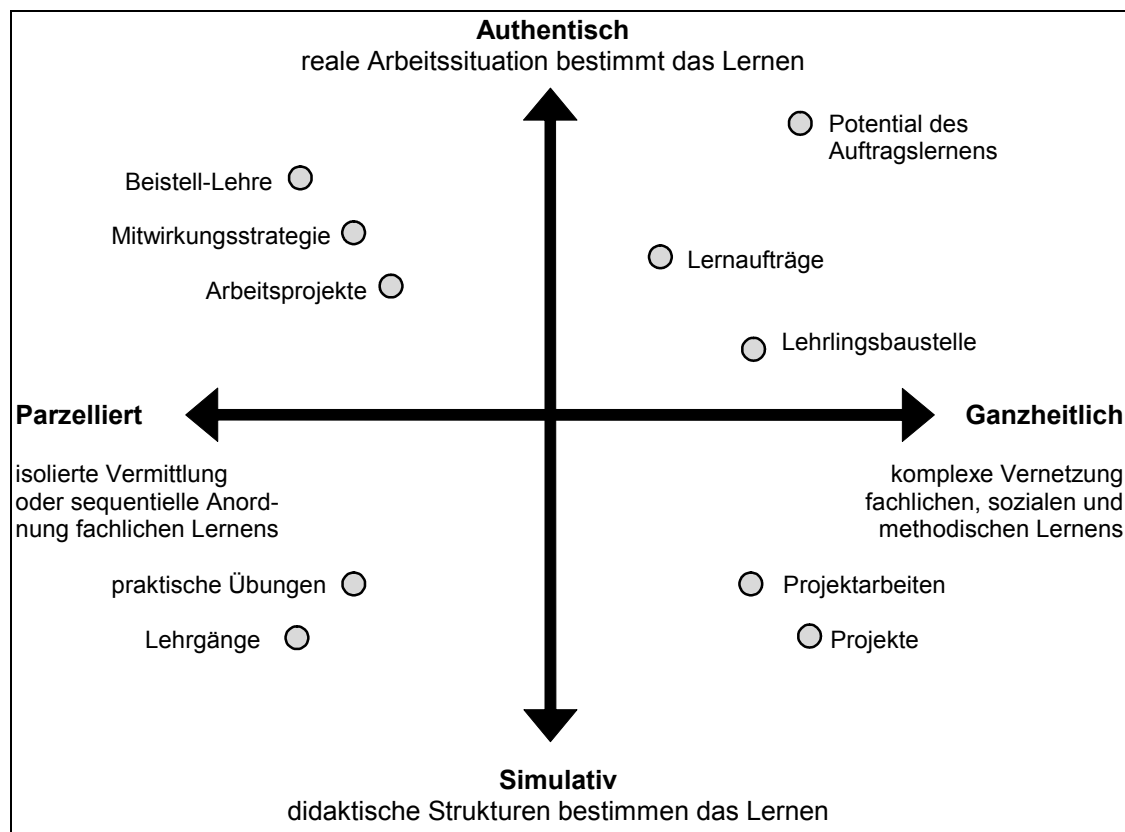 Authentisch
reale Arbeitssituation bestimmt das Lernen
Potential des
Auftragslernens
Beistell-Lehre
Mitwirkungsstrategie
Lernaufträge
Arbeitsprojekte
Lehrlingsbaustelle
Parzelliert
Ganzheitlich
isolierte Vermittlung
oder sequentielle Anord-
nung fachlichen Lernens
komplexe Vernetzung
fachlichen, sozialen und
methodischen Lernens
praktische Übungen
Projektarbeiten
Lehrgänge
Projekte
Simulativ
didaktische Strukturen bestimmen das Lernen